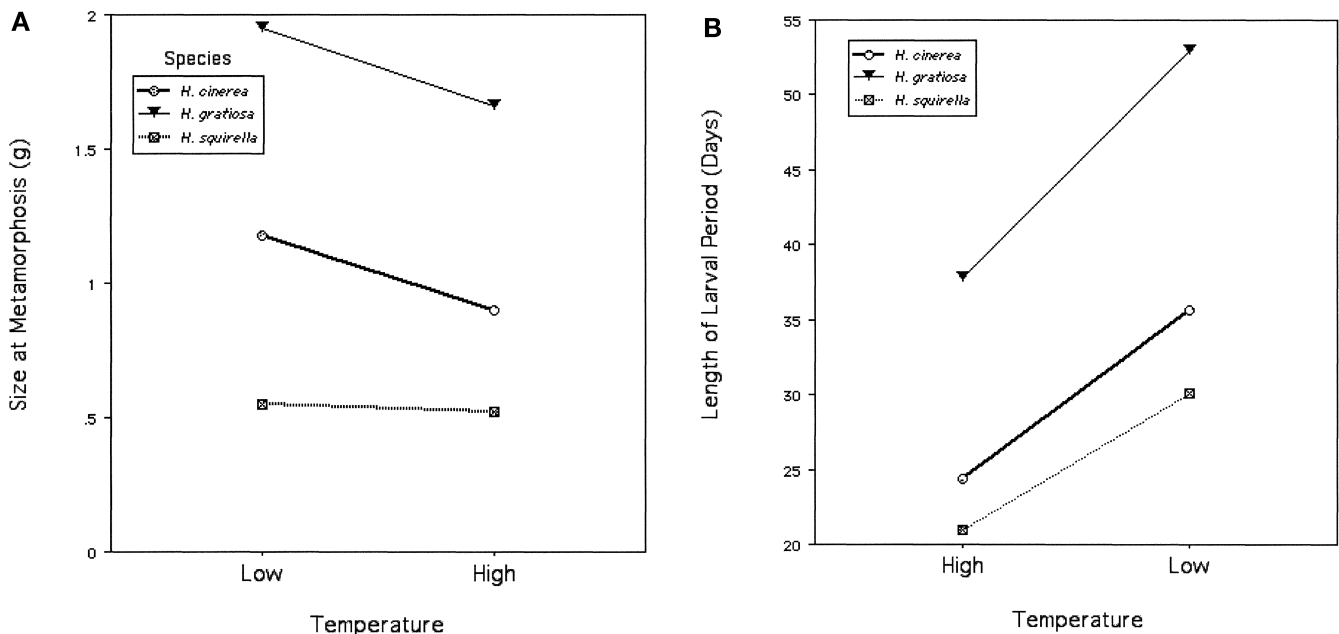 A
Size at Metamorphosis (g)
2
1.5
1
.5
0
Species
H. cinerea
H. gratiosa
H. squirella
Low
High
Temperature
B
Length of Larval Period (Days)
55
50
45
40
35
30
25
20
H. cinerea
H. gratiosa
H. squirella
High
Low
Temperature